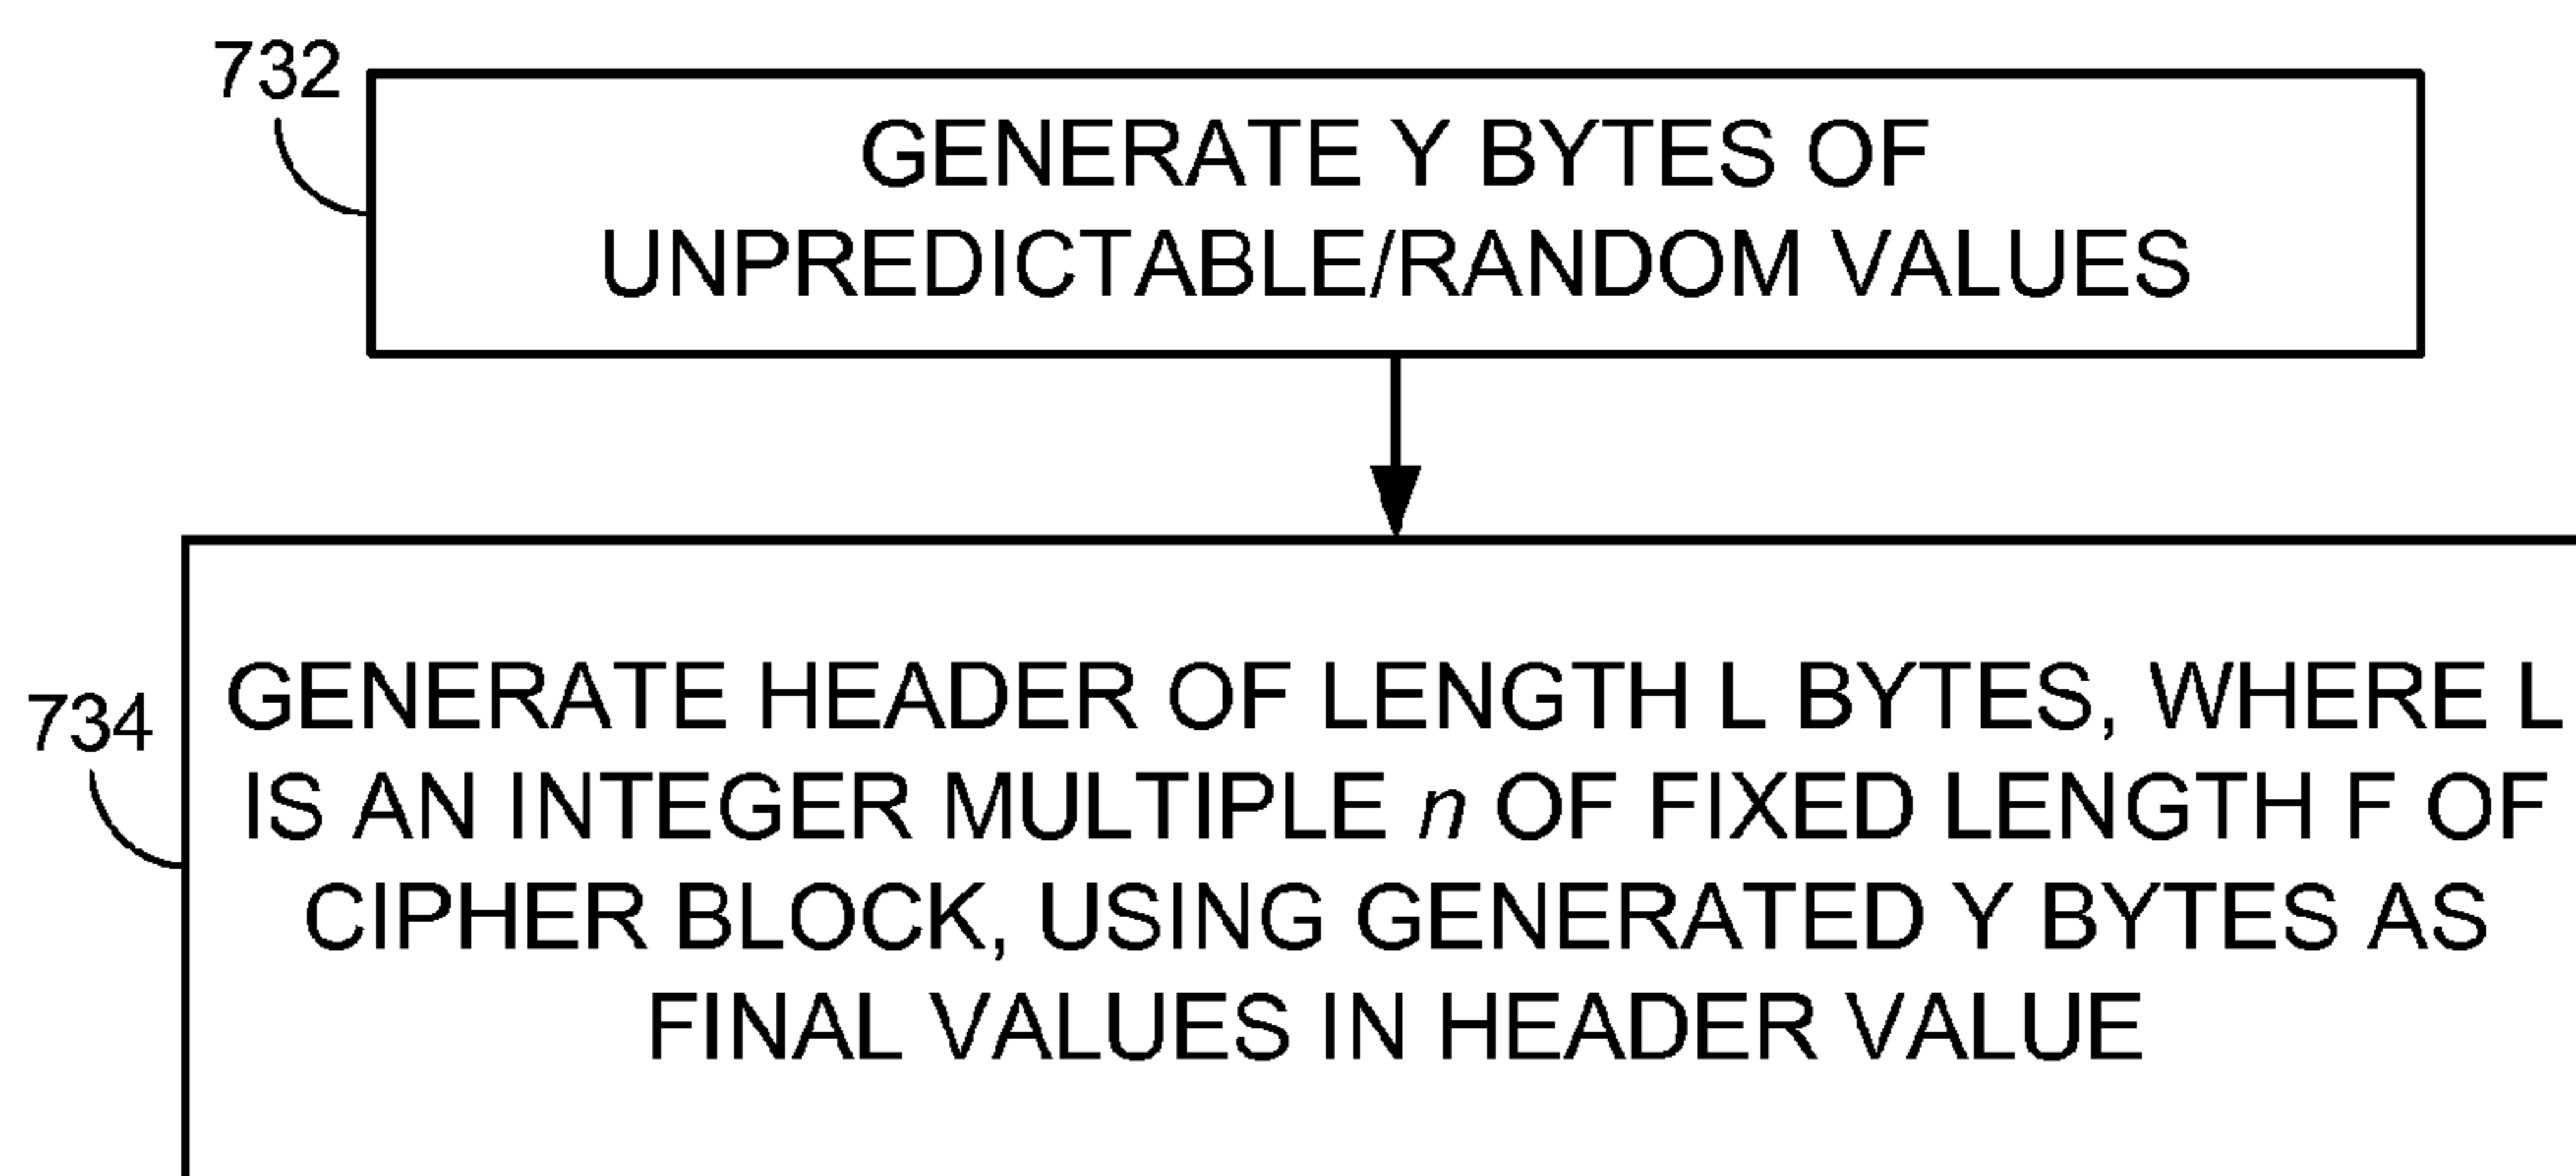 732
GENERATE Y BYTES OF
UNPREDICTABLE/RANDOM VALUES
734
GENERATE HEADER OF LENGTH L BYTES, WHERE L
IS AN INTEGER MULTIPLE n OF FIXED LENGTH F OF
CIPHER BLOCK, USING GENERATED Y BYTES AS
FINAL VALUES IN HEADER VALUE